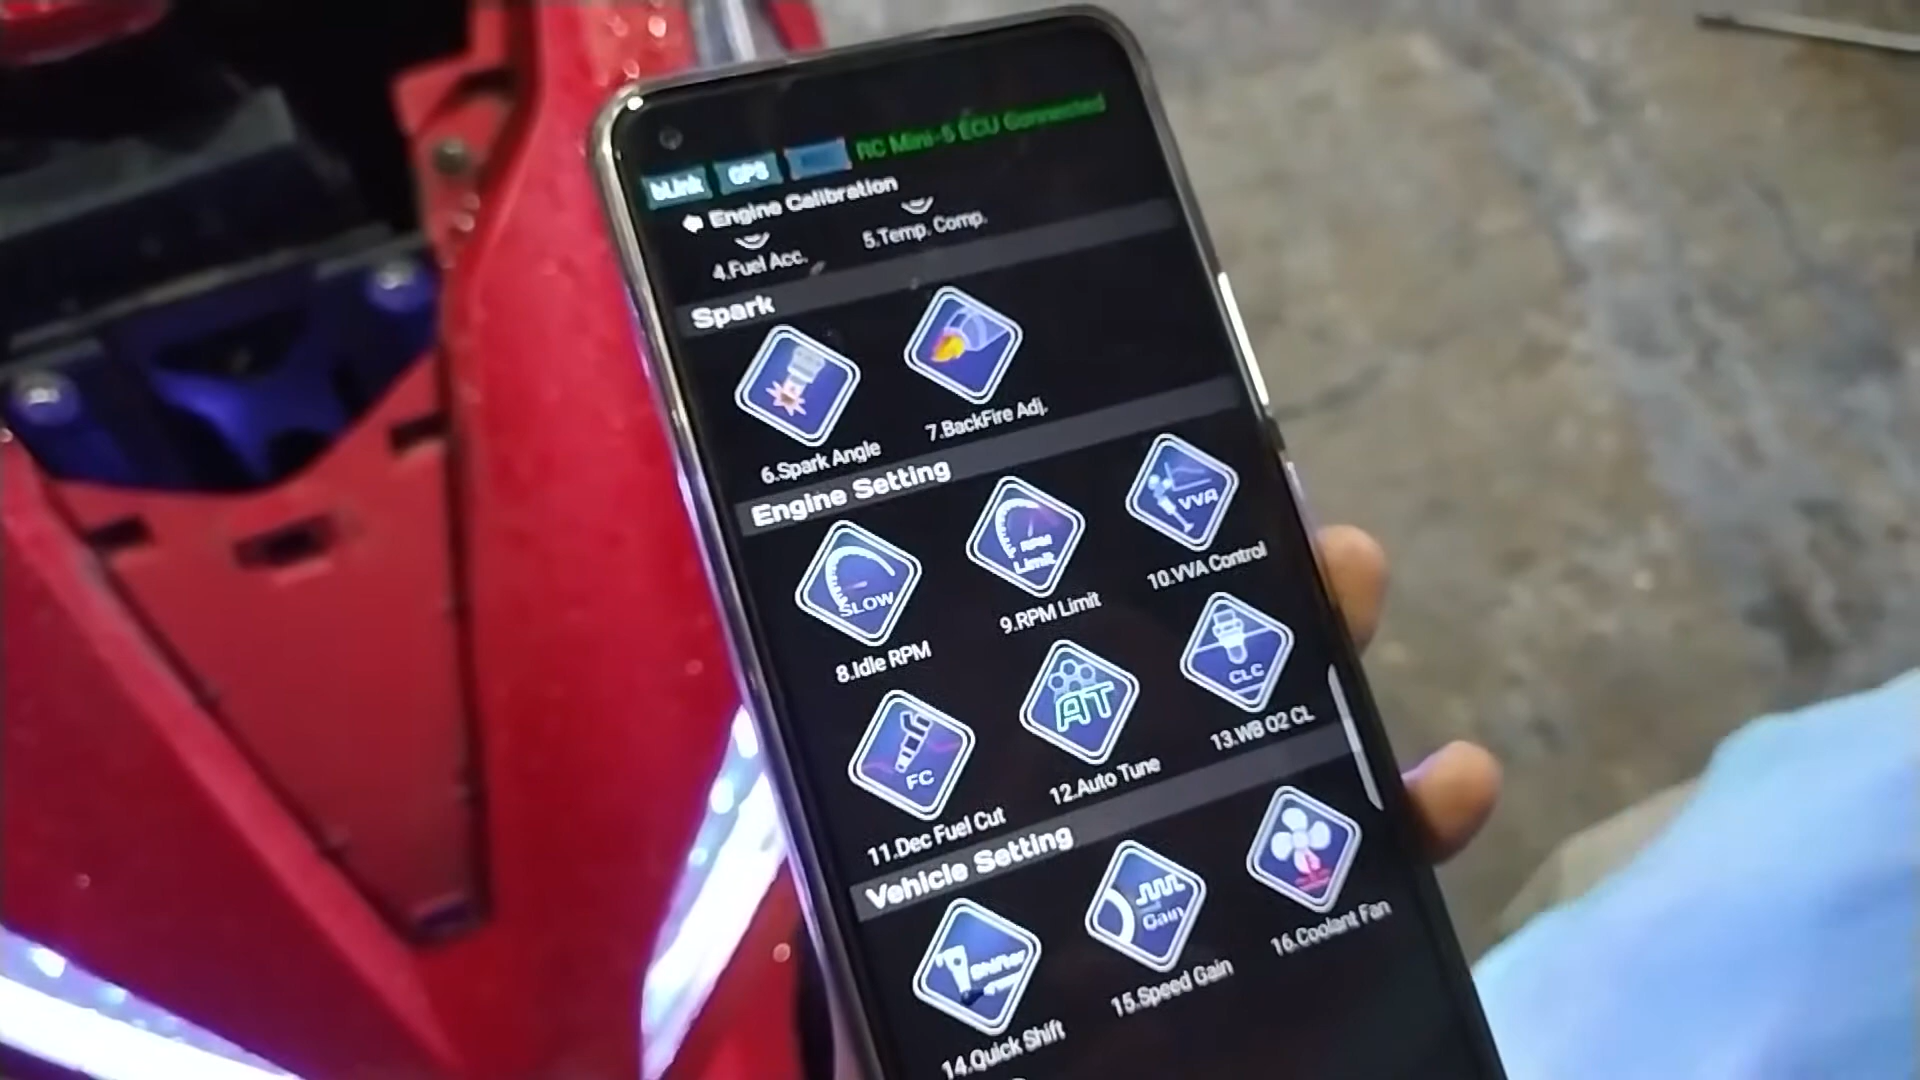 bLink GPS RC Mini-5 ECU Connected
Engine Calibration
4.Fuel Acc. 5.Temp. Comp.
Spark
6.Spark Angle 7.BackFire Adj.
Engine Setting
SLOW RPM Limit VVA
8.Idle RPM 9.RPM Limit 10.VVA Control
FC AT CLC
11.Dec Fuel Cut 12.Auto Tune 13.WB O2 CL
Vehicle Setting
Shifter Gain
14.Quick Shift 15.Speed Gain 16.Coolant Fan